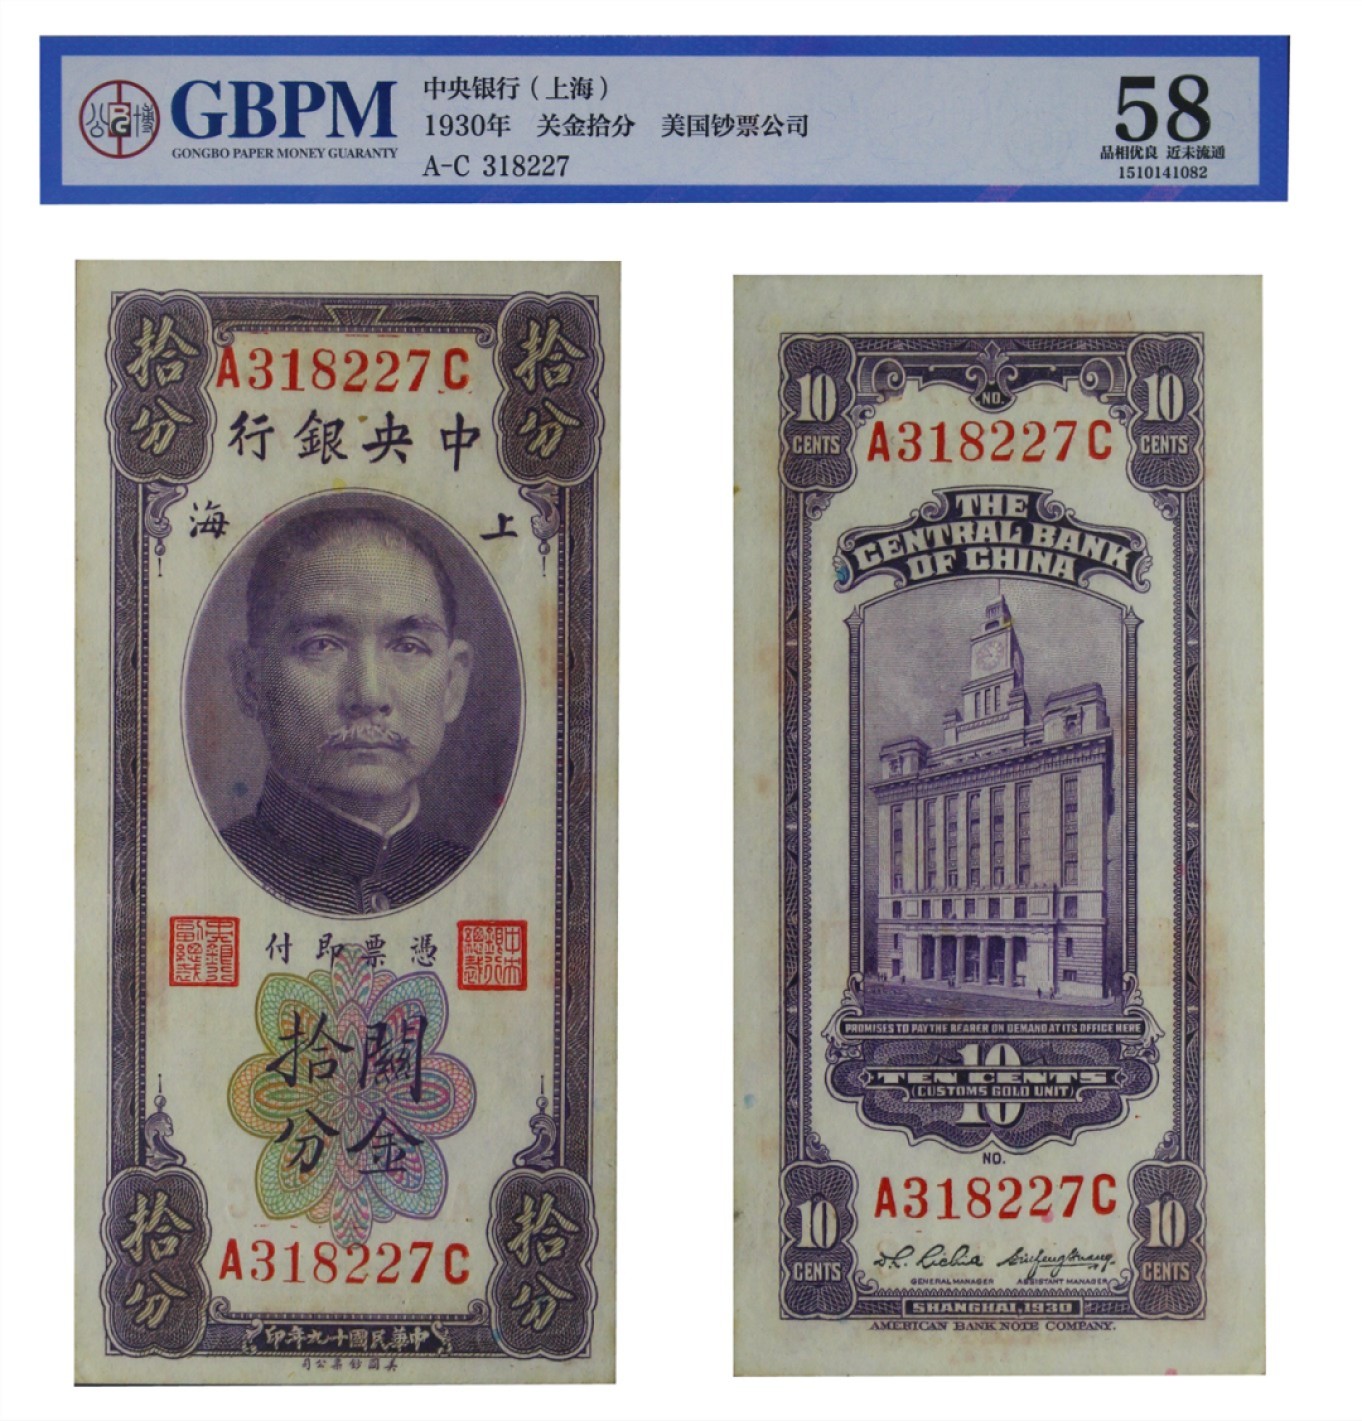 GBPM
GONGBO PAPER MONEY GUARANTY
中央银行（上海）
1930年 关金拾分 美国钞票公司
A-C 318227
58
品相优良 近未流通
1510141082
拾分
拾分
A318227C
行銀央中
海 上
付即票憑
關金
拾分
A318227C
拾分
拾分
印年九十國民華中
司公票鈔國美
10 CENTS
NO.
10 CENTS
A318227C
THE
CENTRAL BANK
OF CHINA
PROMISES TO PAY THE BEARER ON DEMAND AT ITS OFFICE HERE
10
TEN CENTS
(CUSTOMS GOLD UNIT)
10
NO.
A318227C
10 CENTS
10 CENTS
GENERAL MANAGER ASSISTANT MANAGER
SHANGHAI, 1930
AMERICAN BANK NOTE COMPANY.